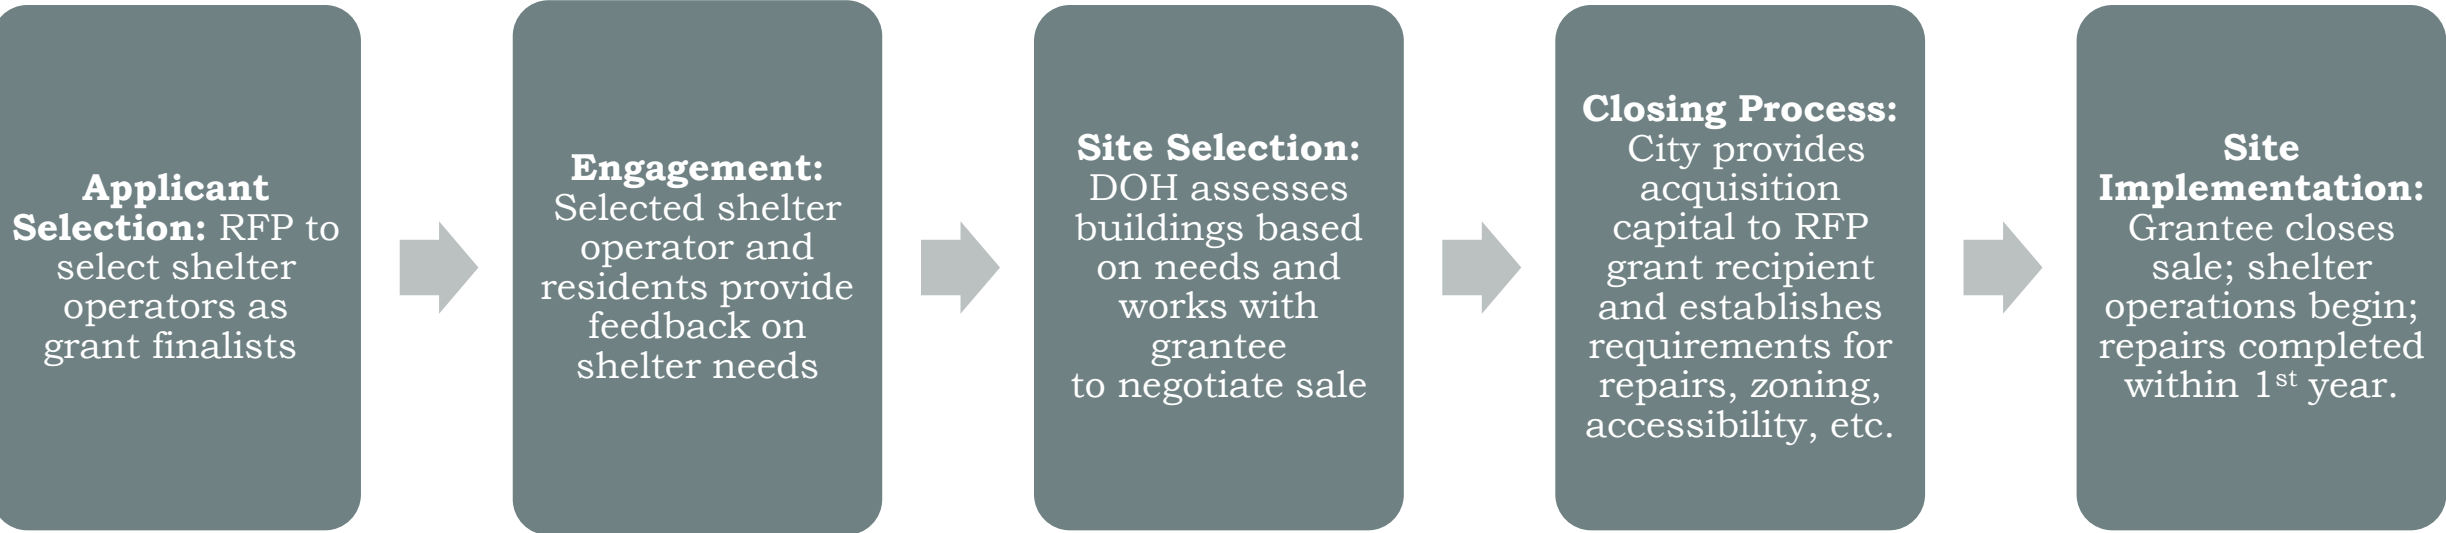 Applicant
Selection: RFP to
select shelter
operators as
grant finalists
Engagement:
Selected shelter
operator and
residents provide
feedback on
shelter needs
Site Selection:
DOH assesses
buildings based
on needs and
works with
grantee
to negotiate sale
Closing Process:
City provides
acquisition
capital to RFP
grant recipient
and establishes
requirements for
repairs, zoning,
accessibility, etc.
Site
Implementation:
Grantee closes
sale; shelter
operations begin;
repairs completed
within 1st year.